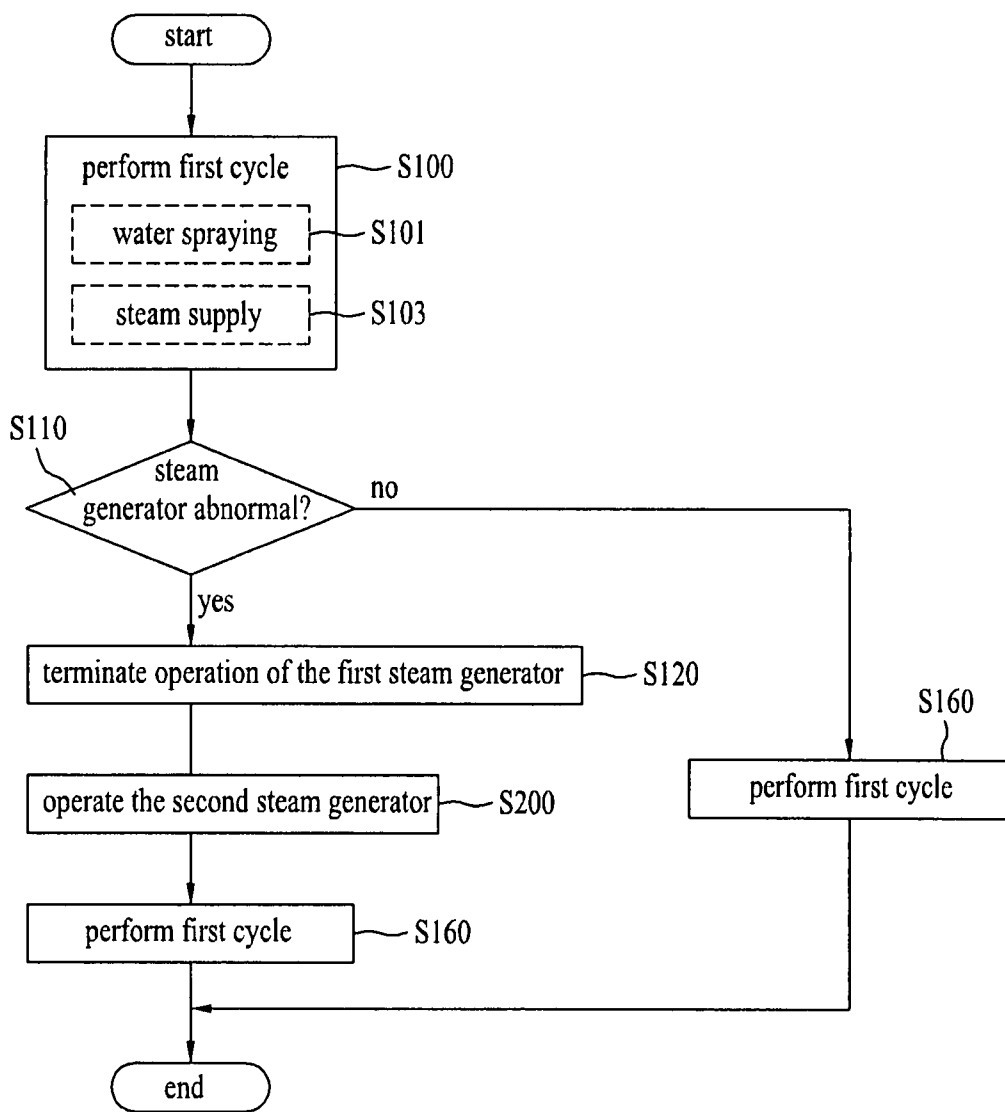 start
perform first cycle
S100
water spraying
S101
steam supply
S103
S110
steam
generator abnormal?
no
yes
terminate operation of the first steam generator
S120
S160
perform first cycle
operate the second steam generator
S200
perform first cycle
S160
end